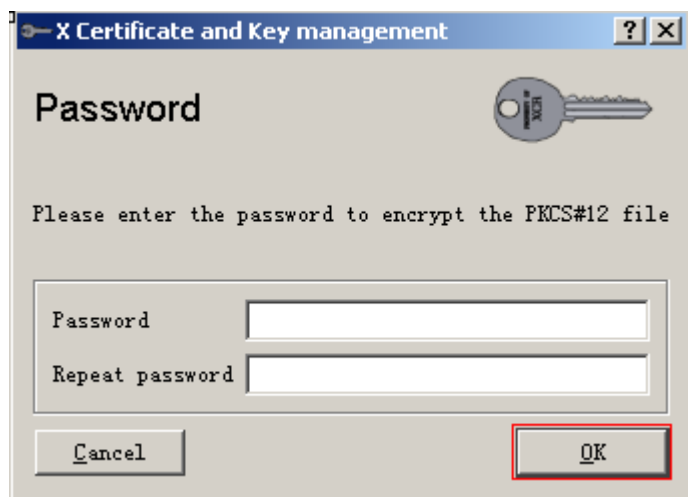 X Certificate and Key management
Password
Please enter the password to encrypt the PKCS#12 file
Password
Repeat password
Cancel
OK